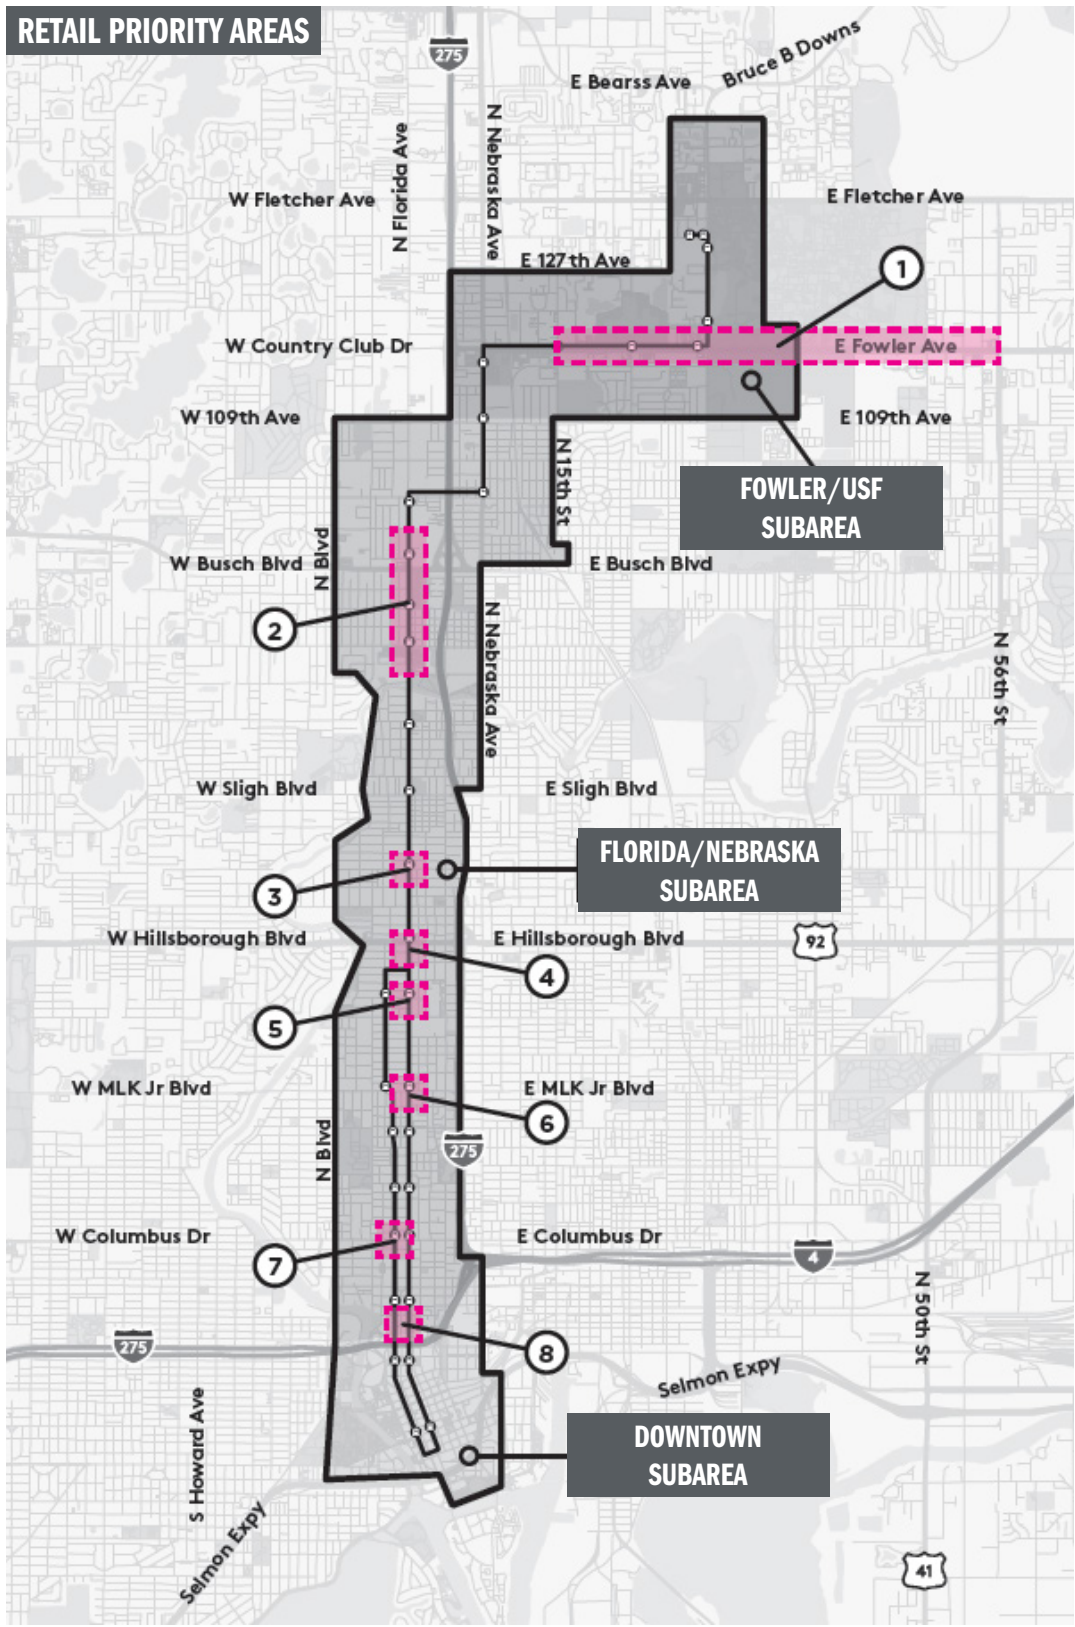 RETAIL PRIORITY AREAS
275
E Bearss Ave
Bruce B Downs
N Florida Ave
N Nebraska Ave
W Fletcher Ave
E Fletcher Ave
E 127th Ave
1
W Country Club Dr
E Fowler Ave
W 109th Ave
E 109th Ave
N 15th St
FOWLER/USF
SUBAREA
N Blvd
W Busch Blvd
E Busch Blvd
2
N Nebraska Ave
N 56th St
W Sligh Blvd
E Sligh Blvd
FLORIDA/NEBRASKA
SUBAREA
3
W Hillsborough Blvd
E Hillsborough Blvd
92
4
5
W MLK Jr Blvd
E MLK Jr Blvd
6
N Blvd
275
W Columbus Dr
E Columbus Dr
7
4
N 50th St
275
8
Selmon Expy
S Howard Ave
DOWNTOWN
SUBAREA
Selmon Expy
41